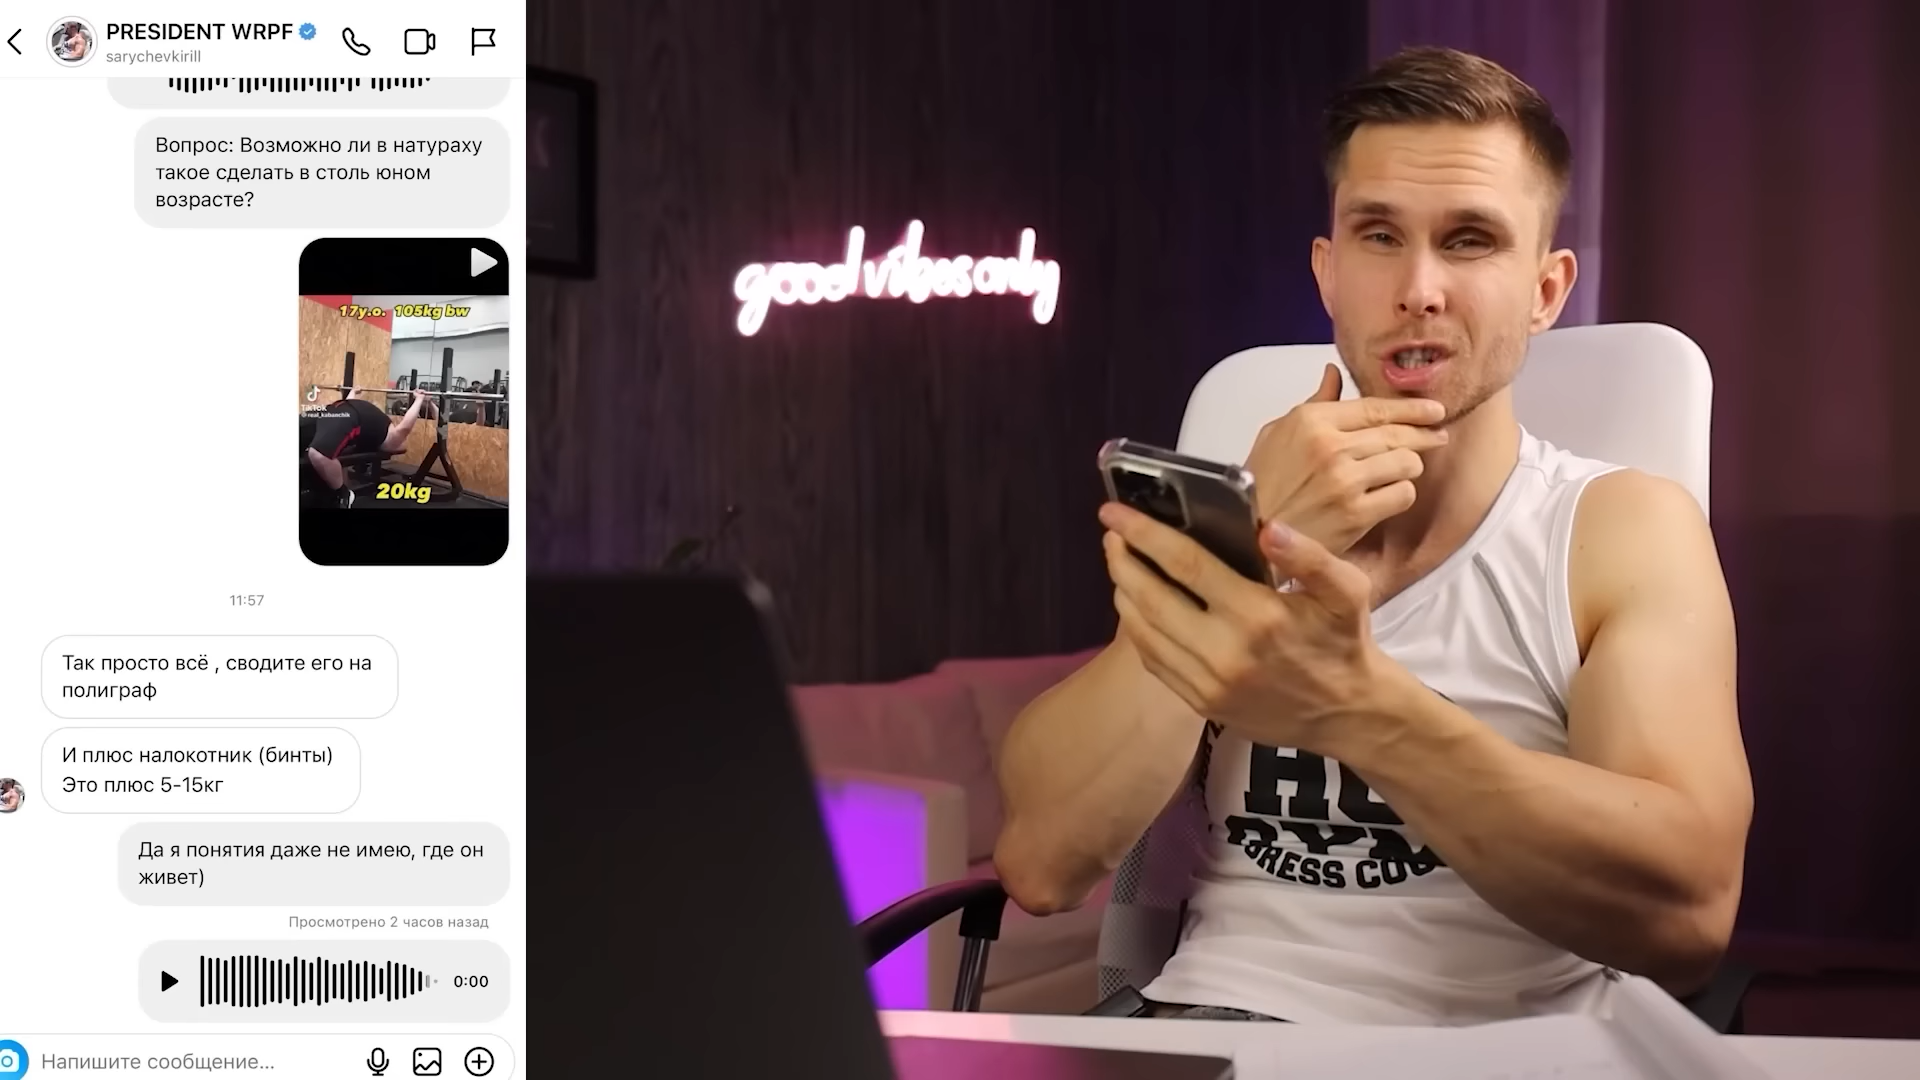 PRESIDENT WRPF
sarychevkirill
Вопрос: Возможно ли в натураху
такое сделать в столь юном
возрасте?
17y.o. 105kg bw
TikTok
@real_kabanchik
20kg
11:57
Так просто всё , сводите его на
полиграф
И плюс налокотник (бинты)
Это плюс 5-15кг
Да я понятия даже не имею, где он
живет)
Просмотрено 2 часов назад
0:00
Напишите сообщение...
good vibes only